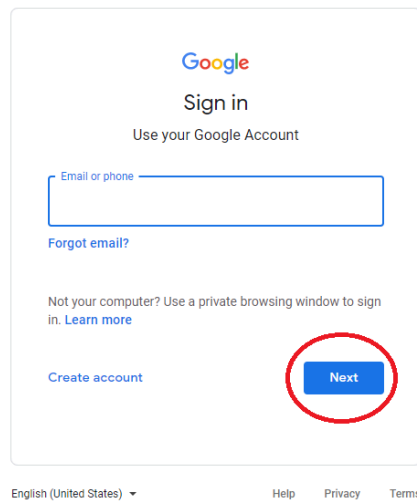 Google
Sign in
Use your Google Account
Email or phone
Forgot email?
Not your computer? Use a private browsing window to sign
in. Learn more
Create account Next
English (United States) Help Privacy Terms